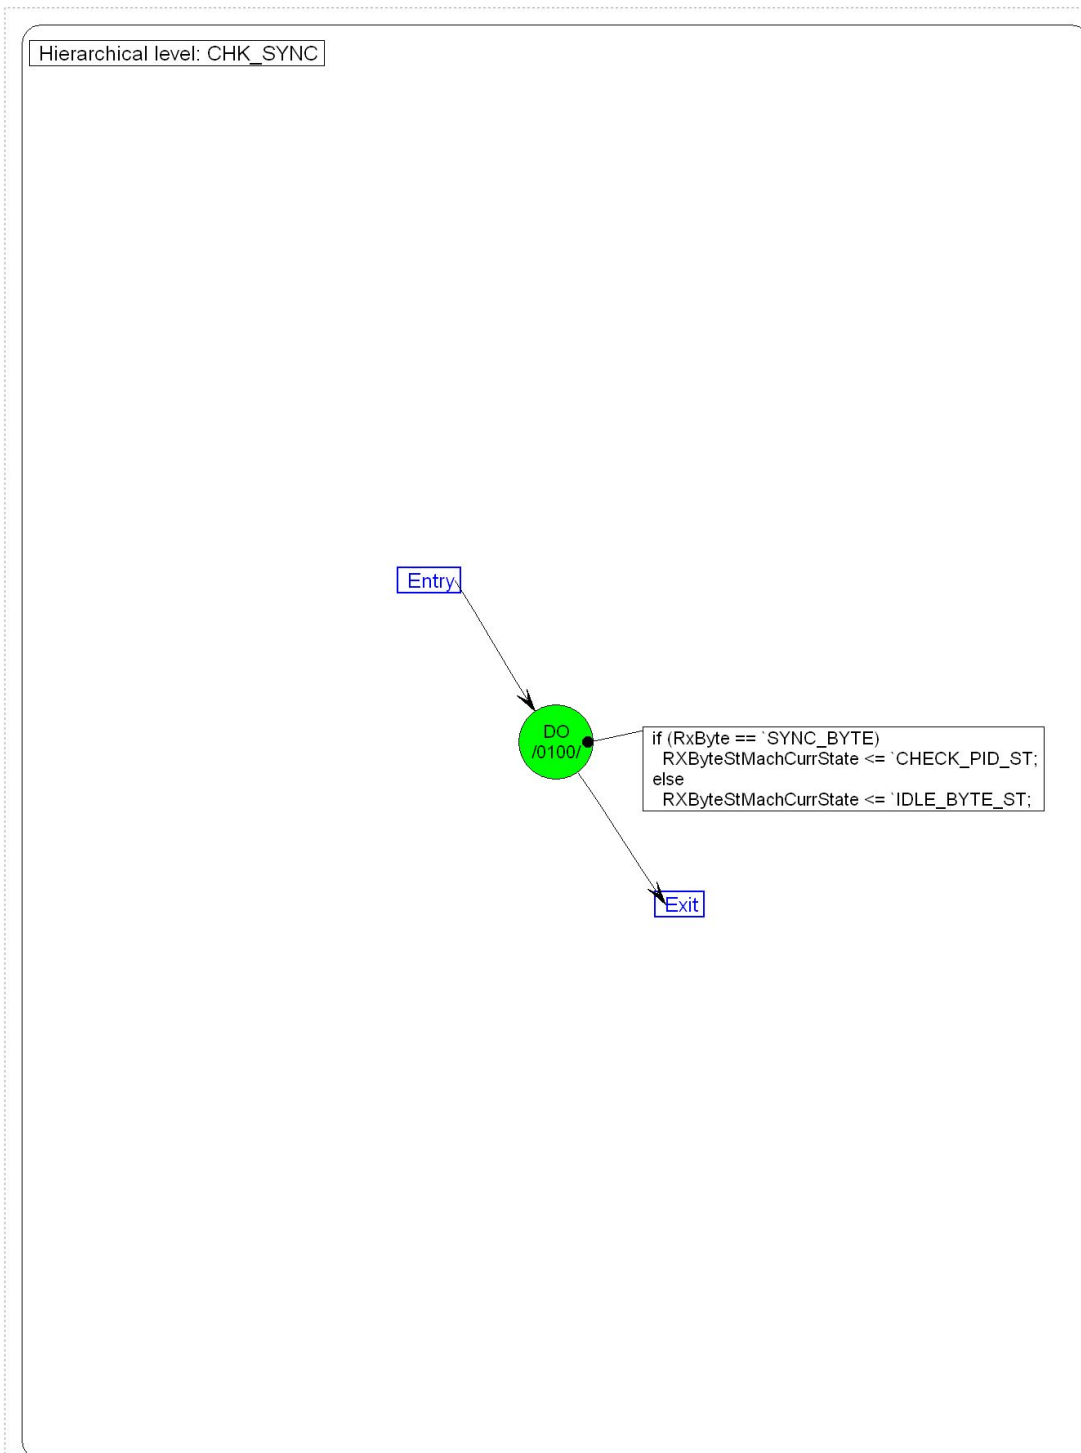 Hierarchical level: CHK_SYNC
Entry
DO
/0100/
if (RxByte == `SYNC_BYTE)
  RXByteStMachCurrState <= `CHECK_PID_ST;
else
  RXByteStMachCurrState <= `IDLE_BYTE_ST;
Exit